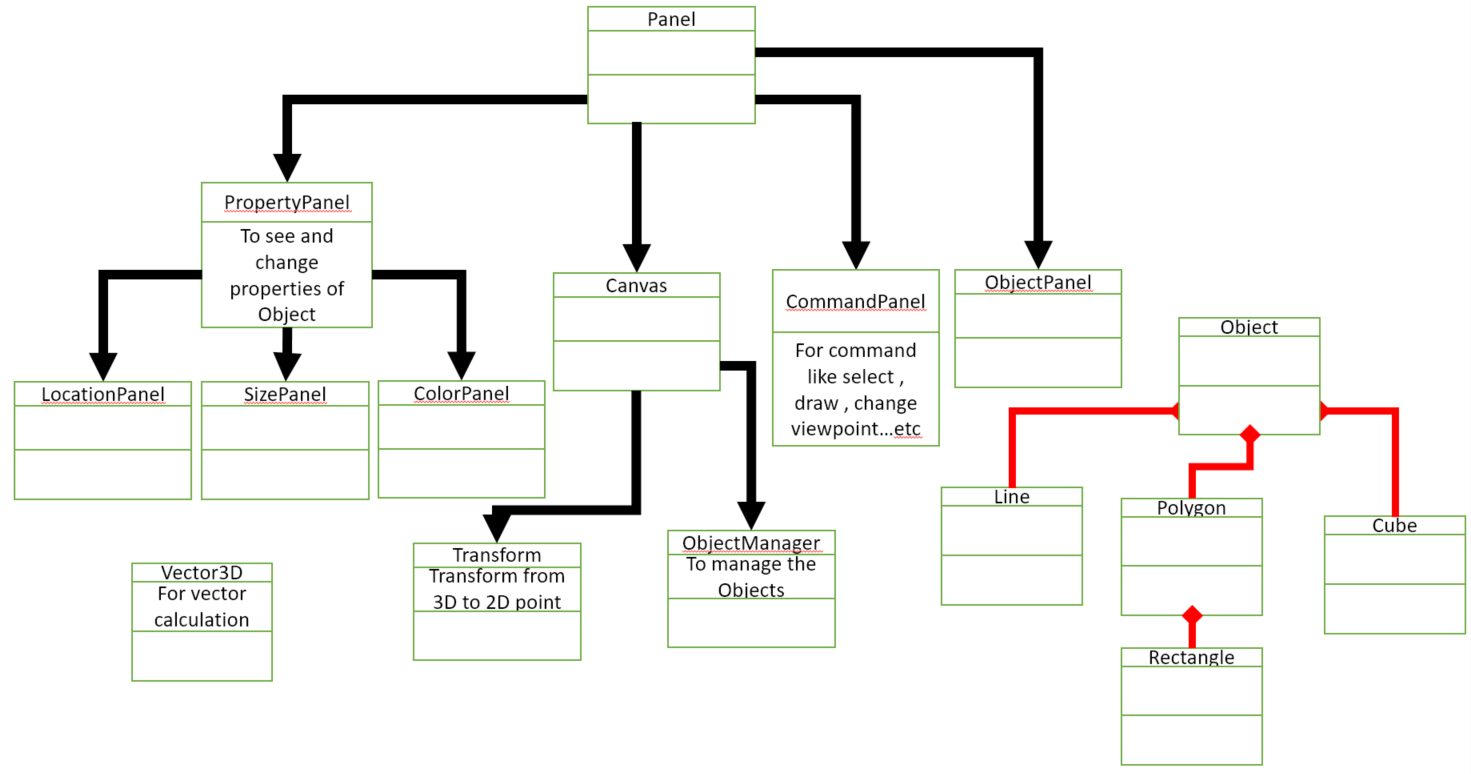 Panel
PropertyPanel
To see and
change
properties of
Object
Canvas
CommandPanel
For command
like select ,
draw , change
viewpoint...etc
ObjectPanel
Object
LocationPanel
SizePanel
ColorPanel
Line
Polygon
Cube
Transform
Transform from
3D to 2D point
ObjectManager
To manage the
Objects
Vector3D
For vector
calculation
Rectangle